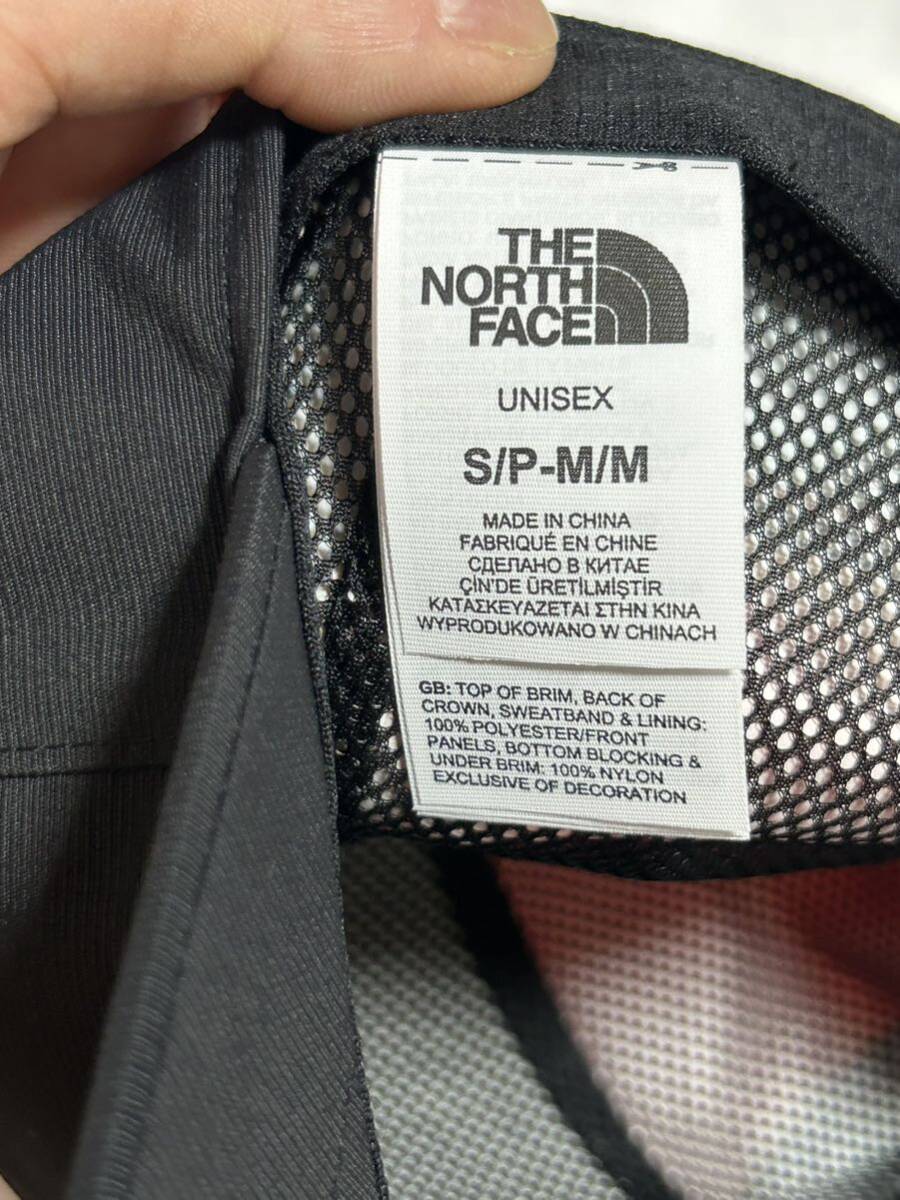 THE
NORTH
FACE
UNISEX
S/P-M/M
MADE IN CHINA
FABRIQUÉ EN CHINE
СДЕЛАНО В КИТАЕ
ÇİN'DE ÜRETİLMİŞTİR
ΚΑΤΑΣΚΕΥΑΖΕΤΑΙ ΣΤΗΝ ΚΙΝΑ
WYPRODUKOWANO W CHINACH
GB: TOP OF BRIM, BACK OF
CROWN, SWEATBAND & LINING:
100% POLYESTER/FRONT
PANELS, BOTTOM BLOCKING &
UNDER BRIM: 100% NYLON
EXCLUSIVE OF DECORATION